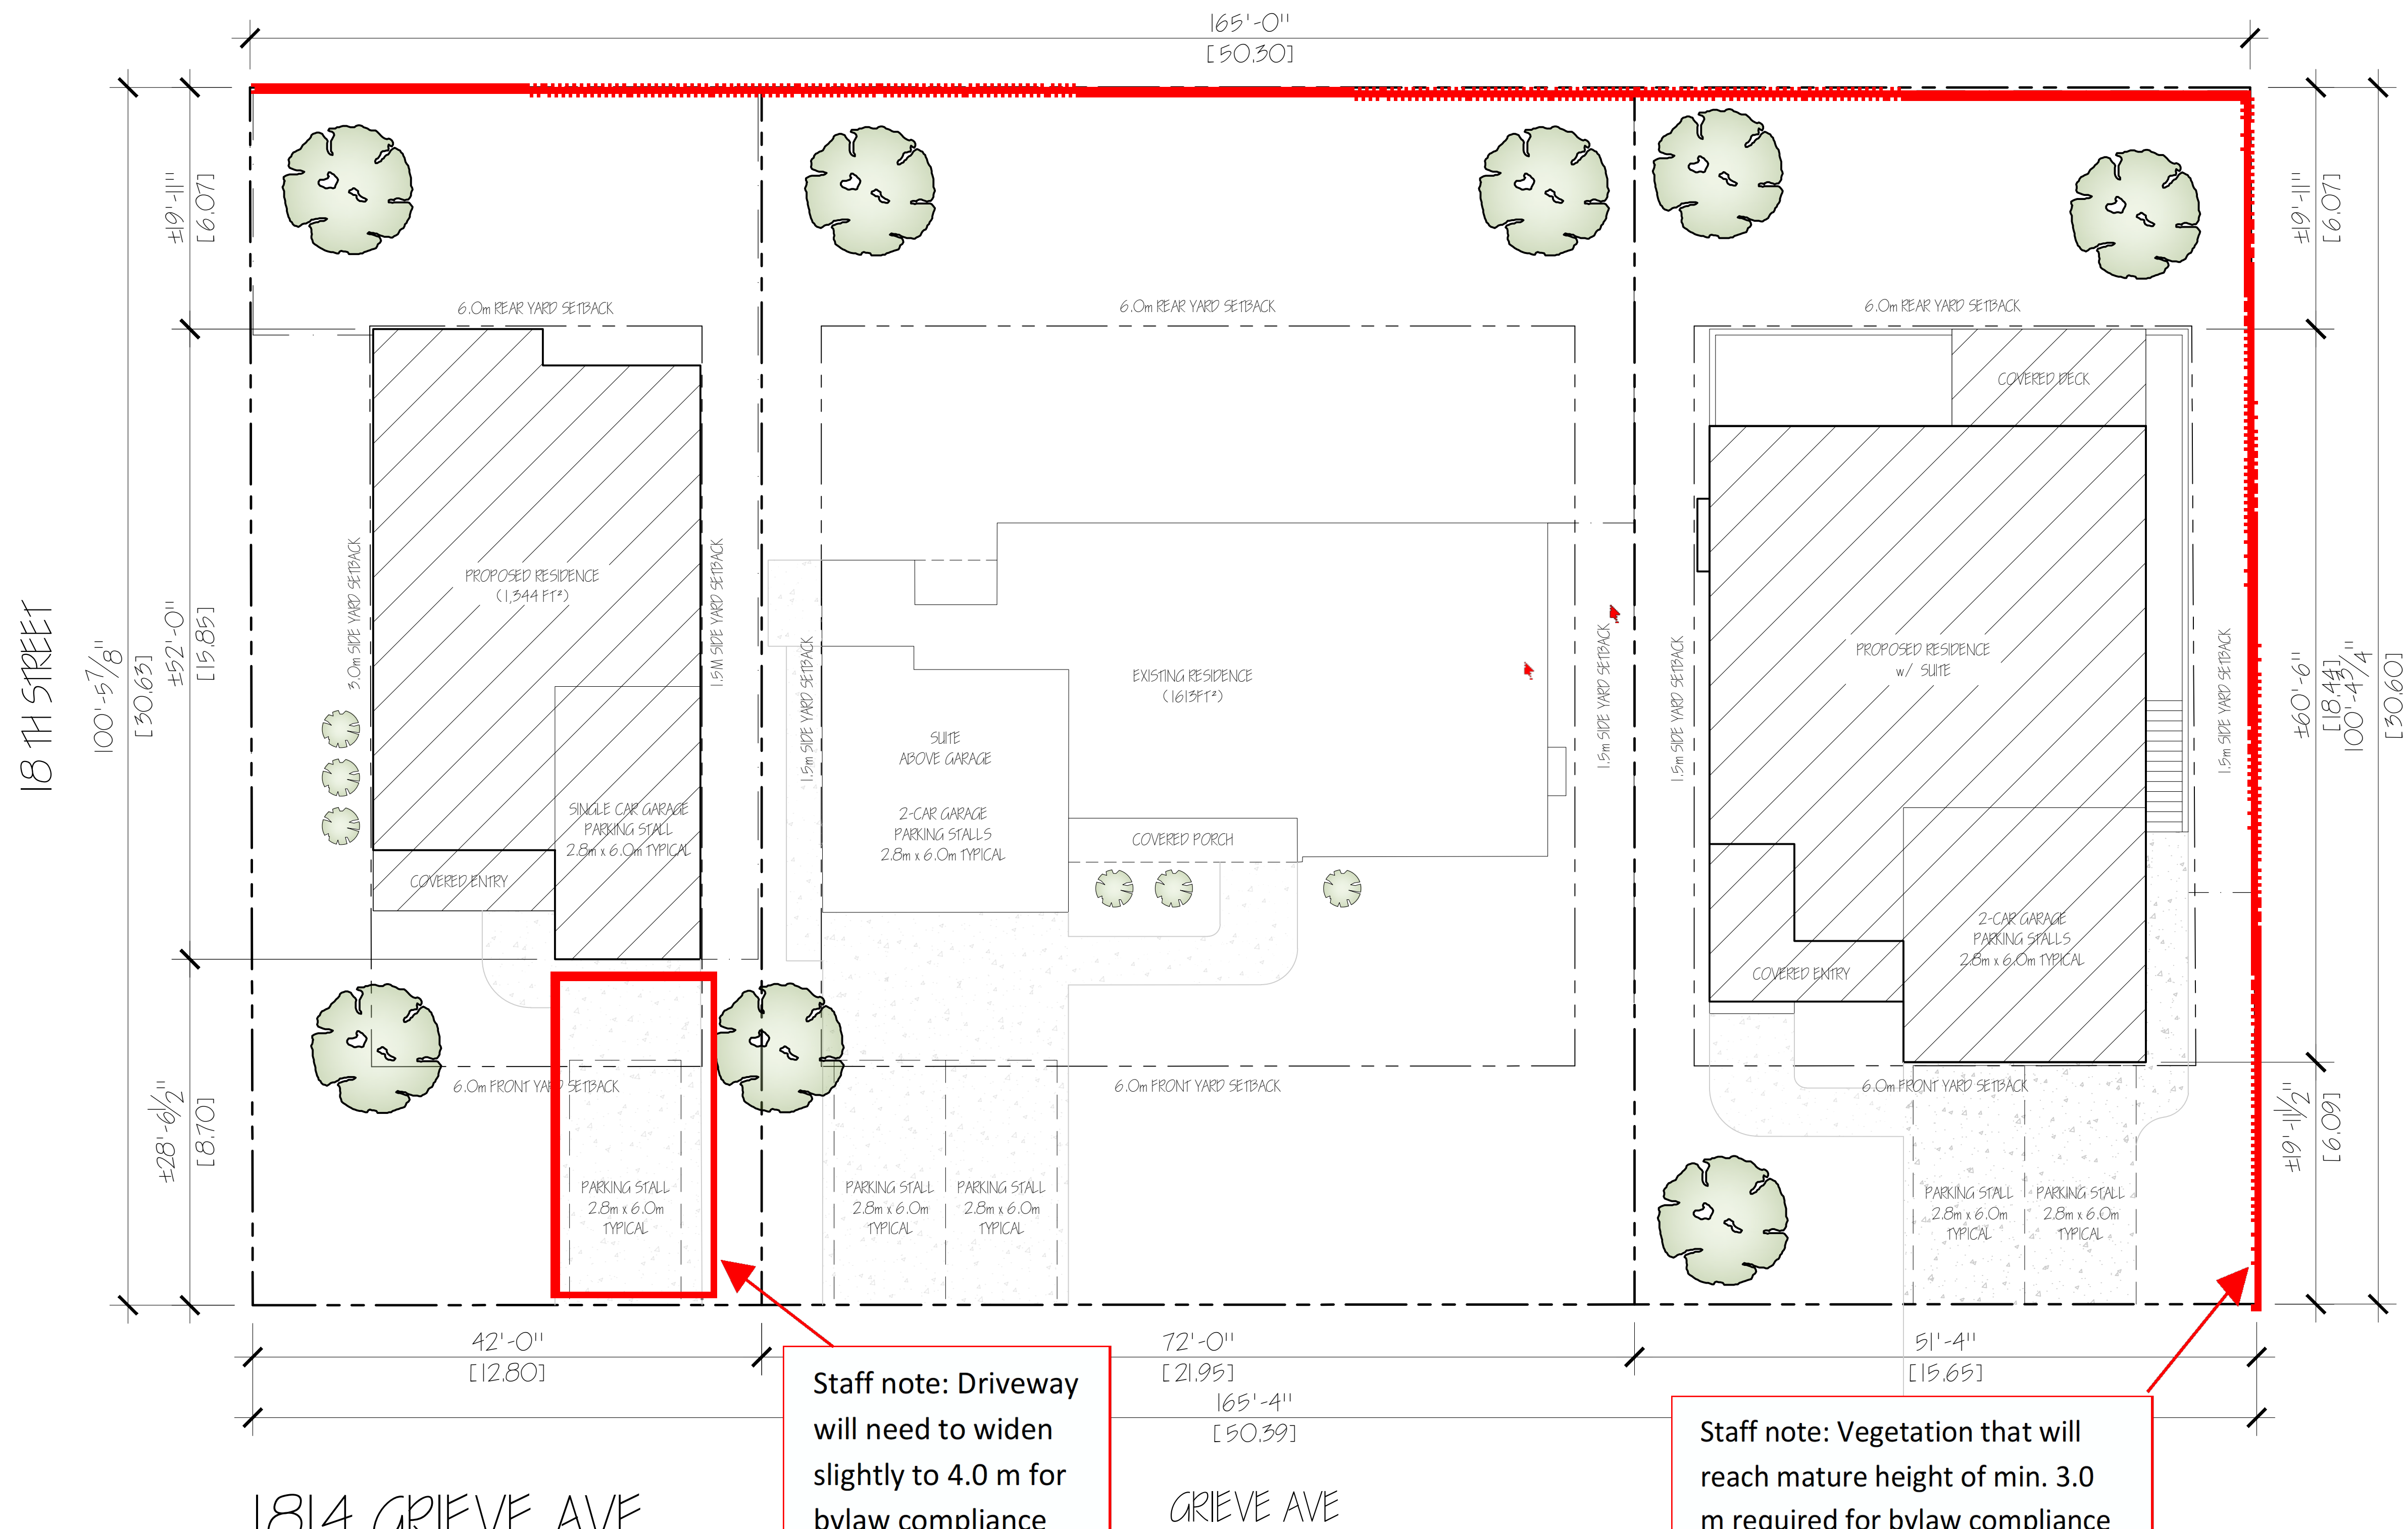 165'-0"
[50.30]
±19'-11"
[6.07]
±19'-11"
[6.07]
6.0m REAR YARD SETBACK
6.0m REAR YARD SETBACK
6.0m REAR YARD SETBACK
COVERED DECK
18 TH STREET
100'-5 7/8"
[30.63]
±52'-0"
[15.85]
3.0m SIDE YARD SETBACK
PROPOSED RESIDENCE
(1,344 FT²)
1.5M SIDE YARD SETBACK
1.5m SIDE YARD SETBACK
EXISTING RESIDENCE
(1613FT²)
1.5m SIDE YARD SETBACK
1.5m SIDE YARD SETBACK
PROPOSED RESIDENCE
w/ SUITE
1.5m SIDE YARD SETBACK
±60'-6"
[18.44]
100'-4 3/4"
[30.60]
SUITE
ABOVE GARAGE
SINGLE CAR GARAGE
PARKING STALL
2.8m x 6.0m TYPICAL
2-CAR GARAGE
PARKING STALLS
2.8m x 6.0m TYPICAL
COVERED PORCH
COVERED ENTRY
2-CAR GARAGE
PARKING STALLS
2.8m x 6.0m TYPICAL
COVERED ENTRY
6.0m FRONT YARD SETBACK
6.0m FRONT YARD SETBACK
6.0m FRONT YARD SETBACK
±28'-6 1/2"
[8.70]
±19'-11 1/2"
[6.09]
PARKING STALL
2.8m x 6.0m
TYPICAL
PARKING STALL
2.8m x 6.0m
TYPICAL
PARKING STALL
2.8m x 6.0m
TYPICAL
PARKING STALL
2.8m x 6.0m
TYPICAL
PARKING STALL
2.8m x 6.0m
TYPICAL
42'-0"
[12.80]
72'-0"
[21.95]
51'-4"
[15.65]
165'-4"
[50.39]
Staff note: Driveway
will need to widen
slightly to 4.0 m for
bylaw compliance
Staff note: Vegetation that will
reach mature height of min. 3.0
m required for bylaw compliance
1814 GRIEVE AVE
GRIEVE AVE